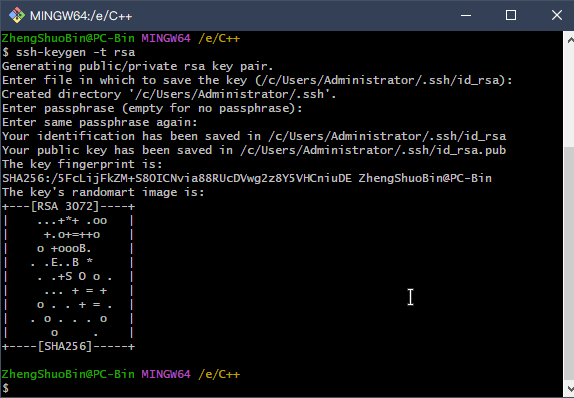 MINGW64:/e/C++
ZhengShuoBin@PC-Bin MINGW64 /e/C++
$ ssh-keygen -t rsa
Generating public/private rsa key pair.
Enter file in which to save the key (/c/Users/Administrator/.ssh/id_rsa):
Created directory '/c/Users/Administrator/.ssh'.
Enter passphrase (empty for no passphrase):
Enter same passphrase again:
Your identification has been saved in /c/Users/Administrator/.ssh/id_rsa
Your public key has been saved in /c/Users/Administrator/.ssh/id_rsa.pub
The key fingerprint is:
SHA256:/5FcLijFkZM+S8OICNvia88RUcDVwg2z8Y5VHCniuDE ZhengShuoBin@PC-Bin
The key's randomart image is:
+---[RSA 3072]----+
|    ...+*+ .oo   |
|     +.o+=++o    |
|    o +oooB.     |
|   . .E..B *     |
|    . .+S O o .  |
|     ... + = +   |
|    o . . + = .  |
|   . o . . . o   |
|      o     .    |
+----[SHA256]-----+
ZhengShuoBin@PC-Bin MINGW64 /e/C++
$